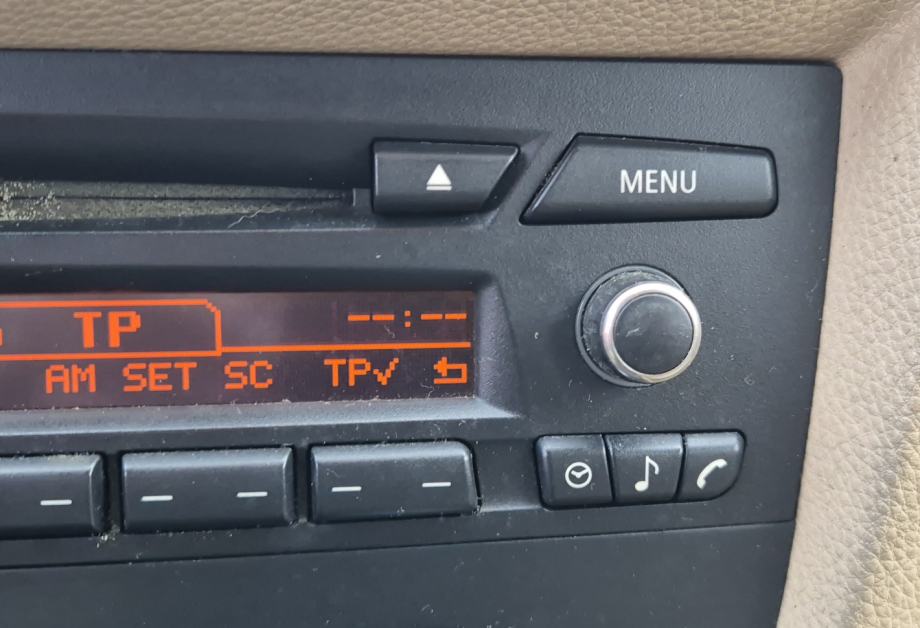 MENU
TP --:--
AM SET SC TP✓